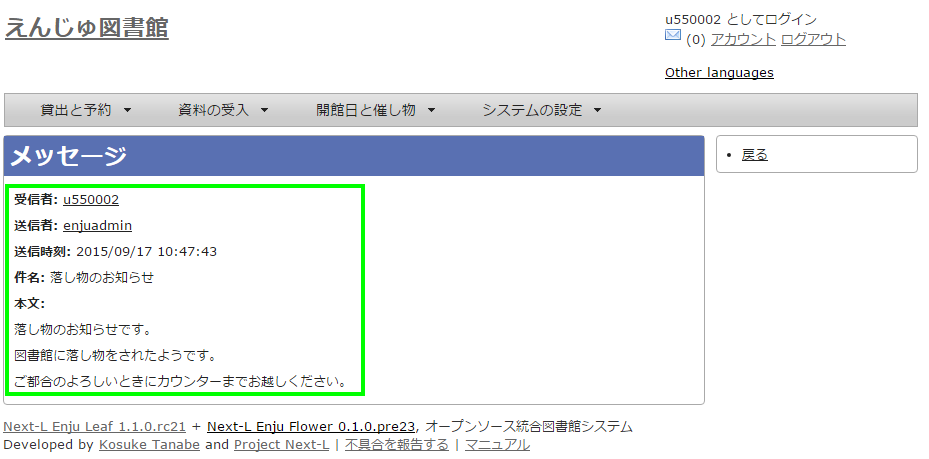 えんじゅ図書館
u550002 としてログイン
(0) アカウント ログアウト
Other languages
貸出と予約 資料の受入 開館日と催し物 システムの設定
メッセージ
戻る
受信者: u550002
送信者: enjuadmin
送信時刻: 2015/09/17 10:47:43
件名: 落し物のお知らせ
本文:
落し物のお知らせです。
図書館に落し物をされたようです。
ご都合のよろしいときにカウンターまでお越しください。
Next-L Enju Leaf 1.1.0.rc21 + Next-L Enju Flower 0.1.0.pre23, オープンソース統合図書館システム
Developed by Kosuke Tanabe and Project Next-L | 不具合を報告する | マニュアル